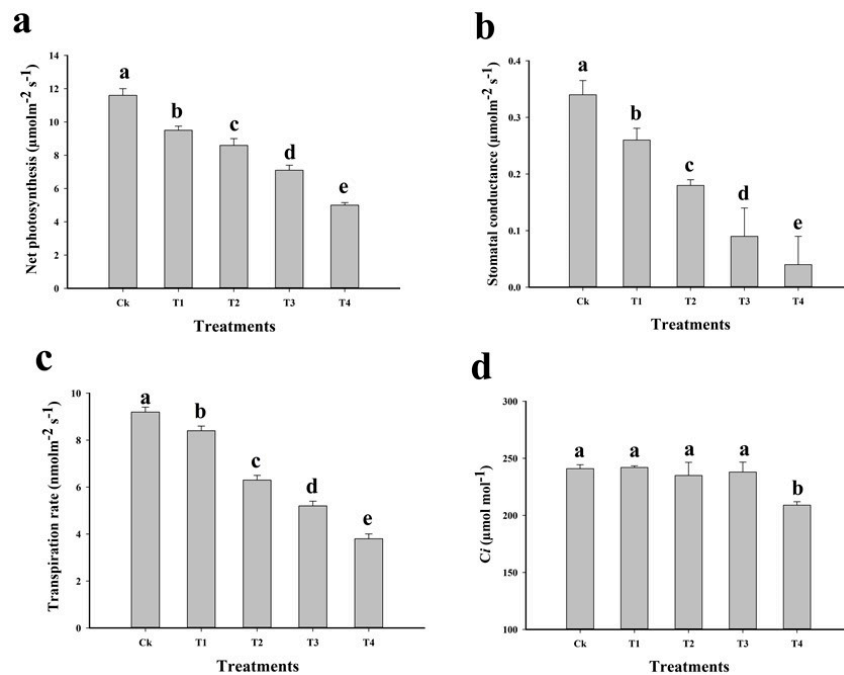 a
Net photosynthesis (μmolm⁻² s⁻¹)
14
12
10
8
6
4
2
0
a
b
c
d
e
Ck T1 T2 T3 T4
Treatments
b
Stomatal conductance (μmolm⁻² s⁻¹)
0.4
0.3
0.2
0.1
0.0
a
b
c
d
e
Ck T1 T2 T3 T4
Treatments
c
Transpiration rate (nmolm⁻² s⁻¹)
10
8
6
4
2
0
a
b
c
d
e
Ck T1 T2 T3 T4
Treatments
d
Ci (μmol mol⁻¹)
300
250
200
150
100
a a a a
b
Ck T1 T2 T3 T4
Treatments